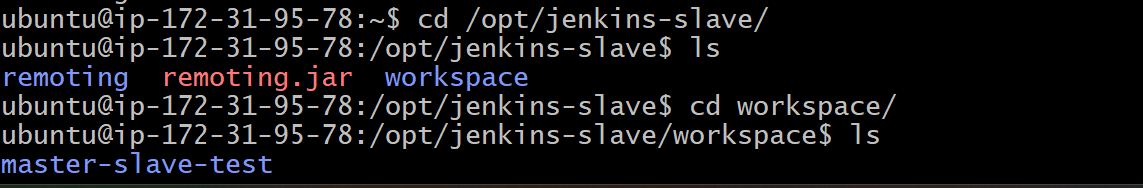 ubuntu@ip-172-31-95-78:~$ cd /opt/jenkins-slave/
ubuntu@ip-172-31-95-78:/opt/jenkins-slave$ ls
remoting  remoting.jar  workspace
ubuntu@ip-172-31-95-78:/opt/jenkins-slave$ cd workspace/
ubuntu@ip-172-31-95-78:/opt/jenkins-slave/workspace$ ls
master-slave-test